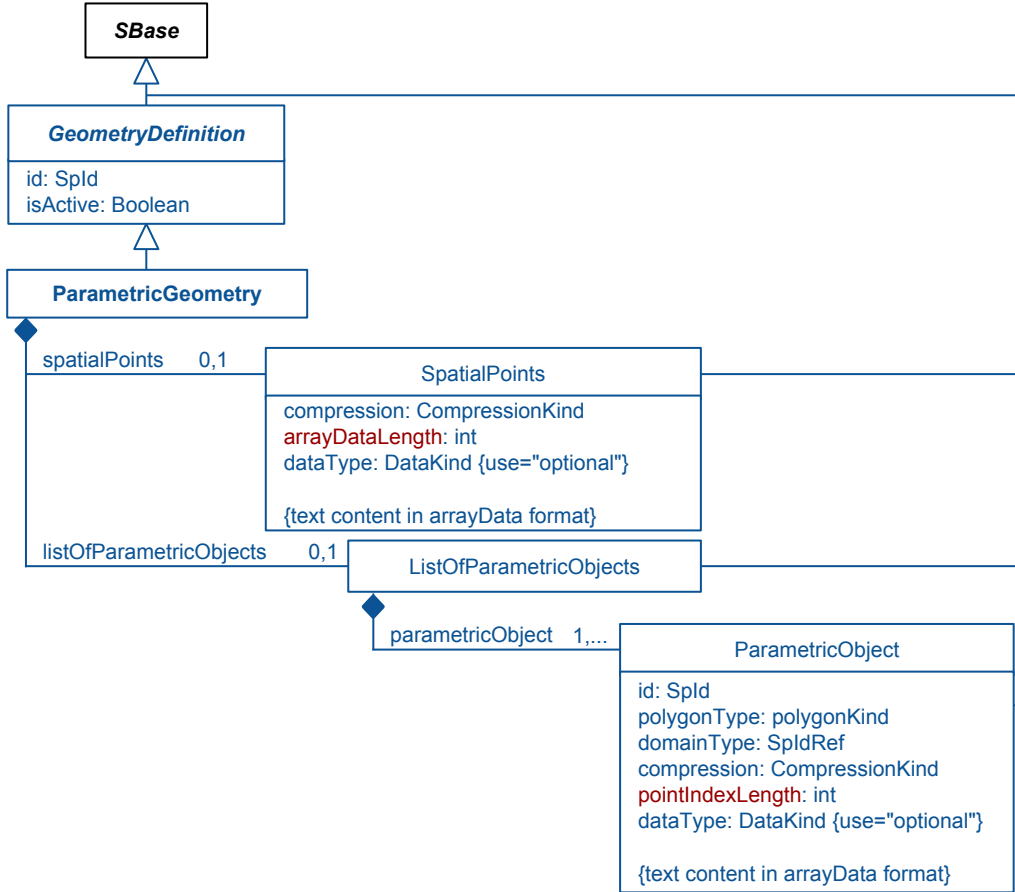 SBase
GeometryDefinition
id: SpId
isActive: Boolean
ParametricGeometry
spatialPoints 0,1
SpatialPoints
compression: CompressionKind
arrayDataLength: int
dataType: DataKind {use="optional"}
{text content in arrayData format}
listOfParametricObjects 0,1
ListOfParametricObjects
parametricObject 1,...
ParametricObject
id: SpId
polygonType: polygonKind
domainType: SpIdRef
compression: CompressionKind
pointIndexLength: int
dataType: DataKind {use="optional"}
{text content in arrayData format}